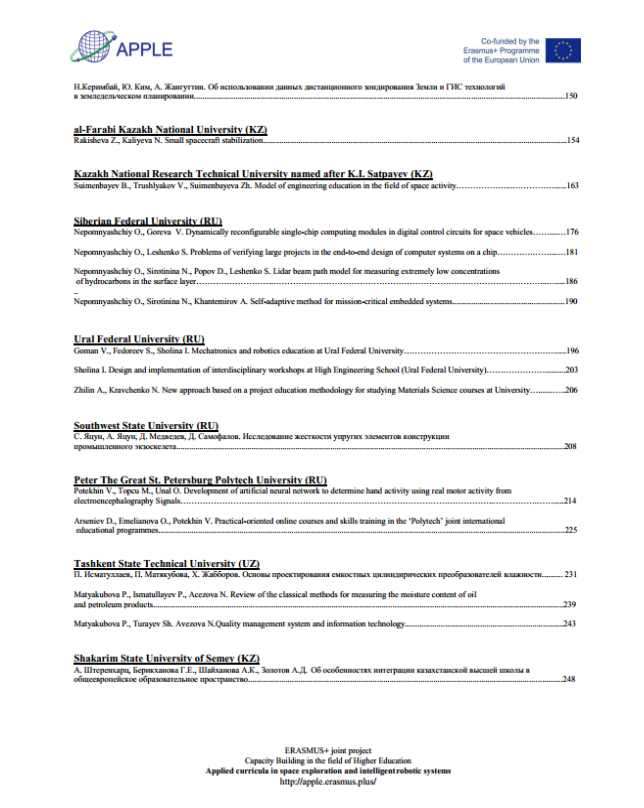 APPLE
Co-funded by the
Erasmus+ Programme
of the European Union
Н.Керимбай, Ю. Ким, А. Жангуттин. Об использовании данных дистанционного зондирования Земли и ГИС технологий
в земледельческом планировании....................150
al-Farabi Kazakh National University (KZ)
Rakisheva Z., Kaliyeva N. Small spacecraft stabilization....................154
Kazakh National Research Technical University named after K.I. Satpayev (KZ)
Suimenbayev B., Trushlyakov V., Suimenbayeva Zh. Model of engineering education in the field of space activity....................163
Siberian Federal University (RU)
Nepomnyashchiy O., Goreva V. Dynamically reconfigurable single-chip computing modules in digital control circuits for space vehicles.........176
Nepomnyashchiy O., Leshenko S. Problems of verifying large projects in the end-to-end design of computer systems on a chip....................181
Nepomnyashchiy O., Sirotinina N., Popov D., Leshenko S. Lidar beam path model for measuring extremely low concentrations
of hydrocarbons in the surface layer....................186
..
Nepomnyashchiy O., Sirotinina N., Khantemirov A. Self-adaptive method for mission-critical embedded systems....................190
Ural Federal University (RU)
Goman V., Fedoreev S., Sholina I. Mechatronics and robotics education at Ural Federal University....................196
Sholina I. Design and implementation of interdisciplinary workshops at High Engineering School (Ural Federal University)....................203
Zhilin A., Kravchenko N. New approach based on a project education methodology for studying Materials Science courses at University..........206
Southwest State University (RU)
С. Яцун, А. Яцун, Д. Медведев, Д. Самофалов. Исследование жесткости упругих элементов конструкции
промышленного экзоскелета....................208
Peter The Great St. Petersburg Polytech University (RU)
Potekhin V., Topcu M., Unal O. Development of artificial neural network to determine hand activity using real motor activity from
electroencephalography Signals....................214
Arseniev D., Emelianova O., Potekhin V. Practical-oriented online courses and skills training in the ‘Polytech’ joint international
educational programmes....................225
Tashkent State Technical University (UZ)
П. Исматуллаев, П. Матякубова, Х. Жабборов. Основы проектирования емкостных цилиндрических преобразователей влажности.......... 231
Matyakubova P., Ismatullayev P., Acezova N. Review of the classical methods for measuring the moisture content of oil
and petroleum products....................239
Matyakubova P., Turayev Sh. Avezova N.Quality management system and information technology....................243
Shakarim State University of Semey (KZ)
А. Штеренхарц, Берикханова Г.Е., Шайханова А.К., Золотов А.Д. Об особенностях интеграции казахстанской высшей школы в
общеевропейское образовательное пространство....................248
ERASMUS+ joint project
Capacity Building in the field of Higher Education
Applied curricula in space exploration and intelligent robotic systems
http://apple.erasmus.plus/